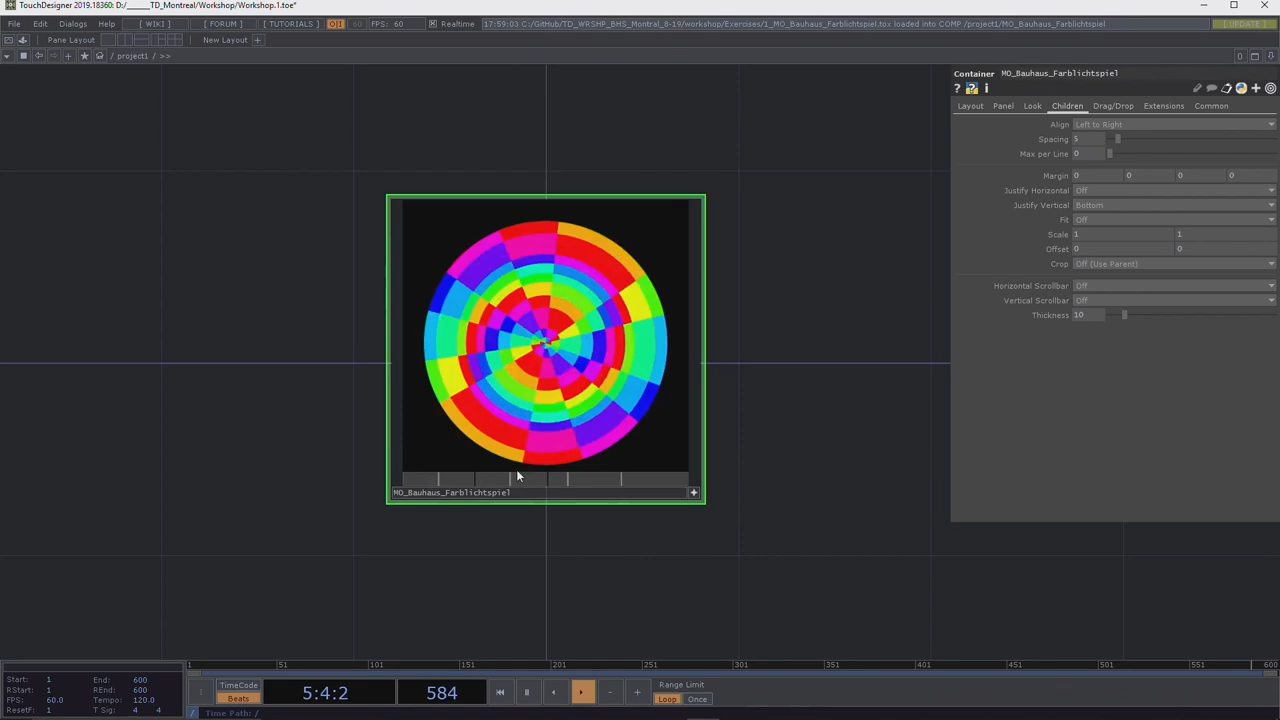 TouchDesigner 2019.18360: D:/_____TD_Montreal/Workshop/Workshop.1.toe*
File Edit Dialogs Help [ WIKI ] [ FORUM ] [ TUTORIALS ] O|I 60 FPS: 60 Realtime 17:59:03 C:/GitHub/TD_WRSHP_BHS_Montral_8-19/workshop/Exercises/1_MO_Bauhaus_Farblichtspiel.tox loaded into COMP /project1/MO_Bauhaus_Farblichtspiel [ UPDATE ]
Pane Layout New Layout +
/ project1 / >>
Container MO_Bauhaus_Farblichtspiel
Layout Panel Look Children Drag/Drop Extensions Common
Align Left to Right
Spacing 5
Max per Line 0
Margin 0 0 0 0
Justify Horizontal Off
Justify Vertical Bottom
Fit Off
Scale 1 1
Offset 0 0
Crop Off (Use Parent)
Horizontal Scrollbar Off
Vertical Scrollbar Off
Thickness 10
MO_Bauhaus_Farblichtspiel
1 51 101 151 201 251 301 351 401 451 501 551 600
Start: 1 End: 600
RStart: 1 REnd: 600
FPS: 60.0 Tempo: 120.0
ResetF: 1 T Sig: 4 4
TimeCode
Beats
5:4:2 584
Range Limit
Loop Once
/ Time Path: /